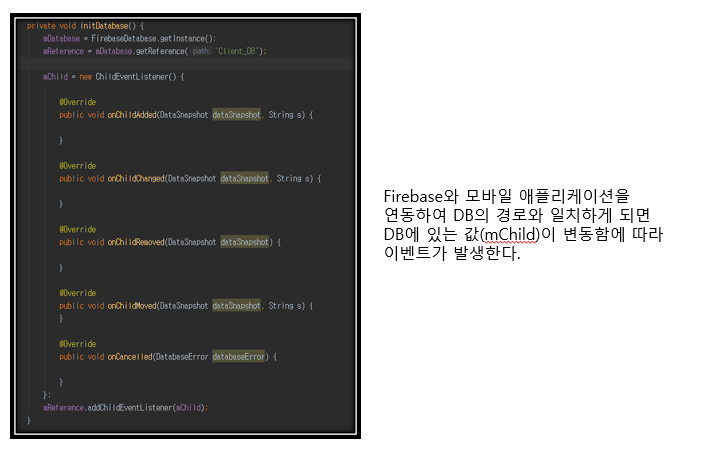 private void initDatabase() {
mDatabase = FirebaseDatabase.getInstance();
mReference = mDatabase.getReference( path: "Client_DB");
mChild = new ChildEventListener() {
@Override
public void onChildAdded(DataSnapshot dataSnapshot, String s) {
}
@Override
public void onChildChanged(DataSnapshot dataSnapshot, String s) {
}
@Override
public void onChildRemoved(DataSnapshot dataSnapshot) {
}
@Override
public void onChildMoved(DataSnapshot dataSnapshot, String s) {
}
@Override
public void onCancelled(DatabaseError databaseError) {
}
};
mReference.addChildEventListener(mChild);
}
Firebase와 모바일 애플리케이션을
연동하여 DB의 경로와 일치하게 되면
DB에 있는 값(mChild)이 변동함에 따라
이벤트가 발생한다.